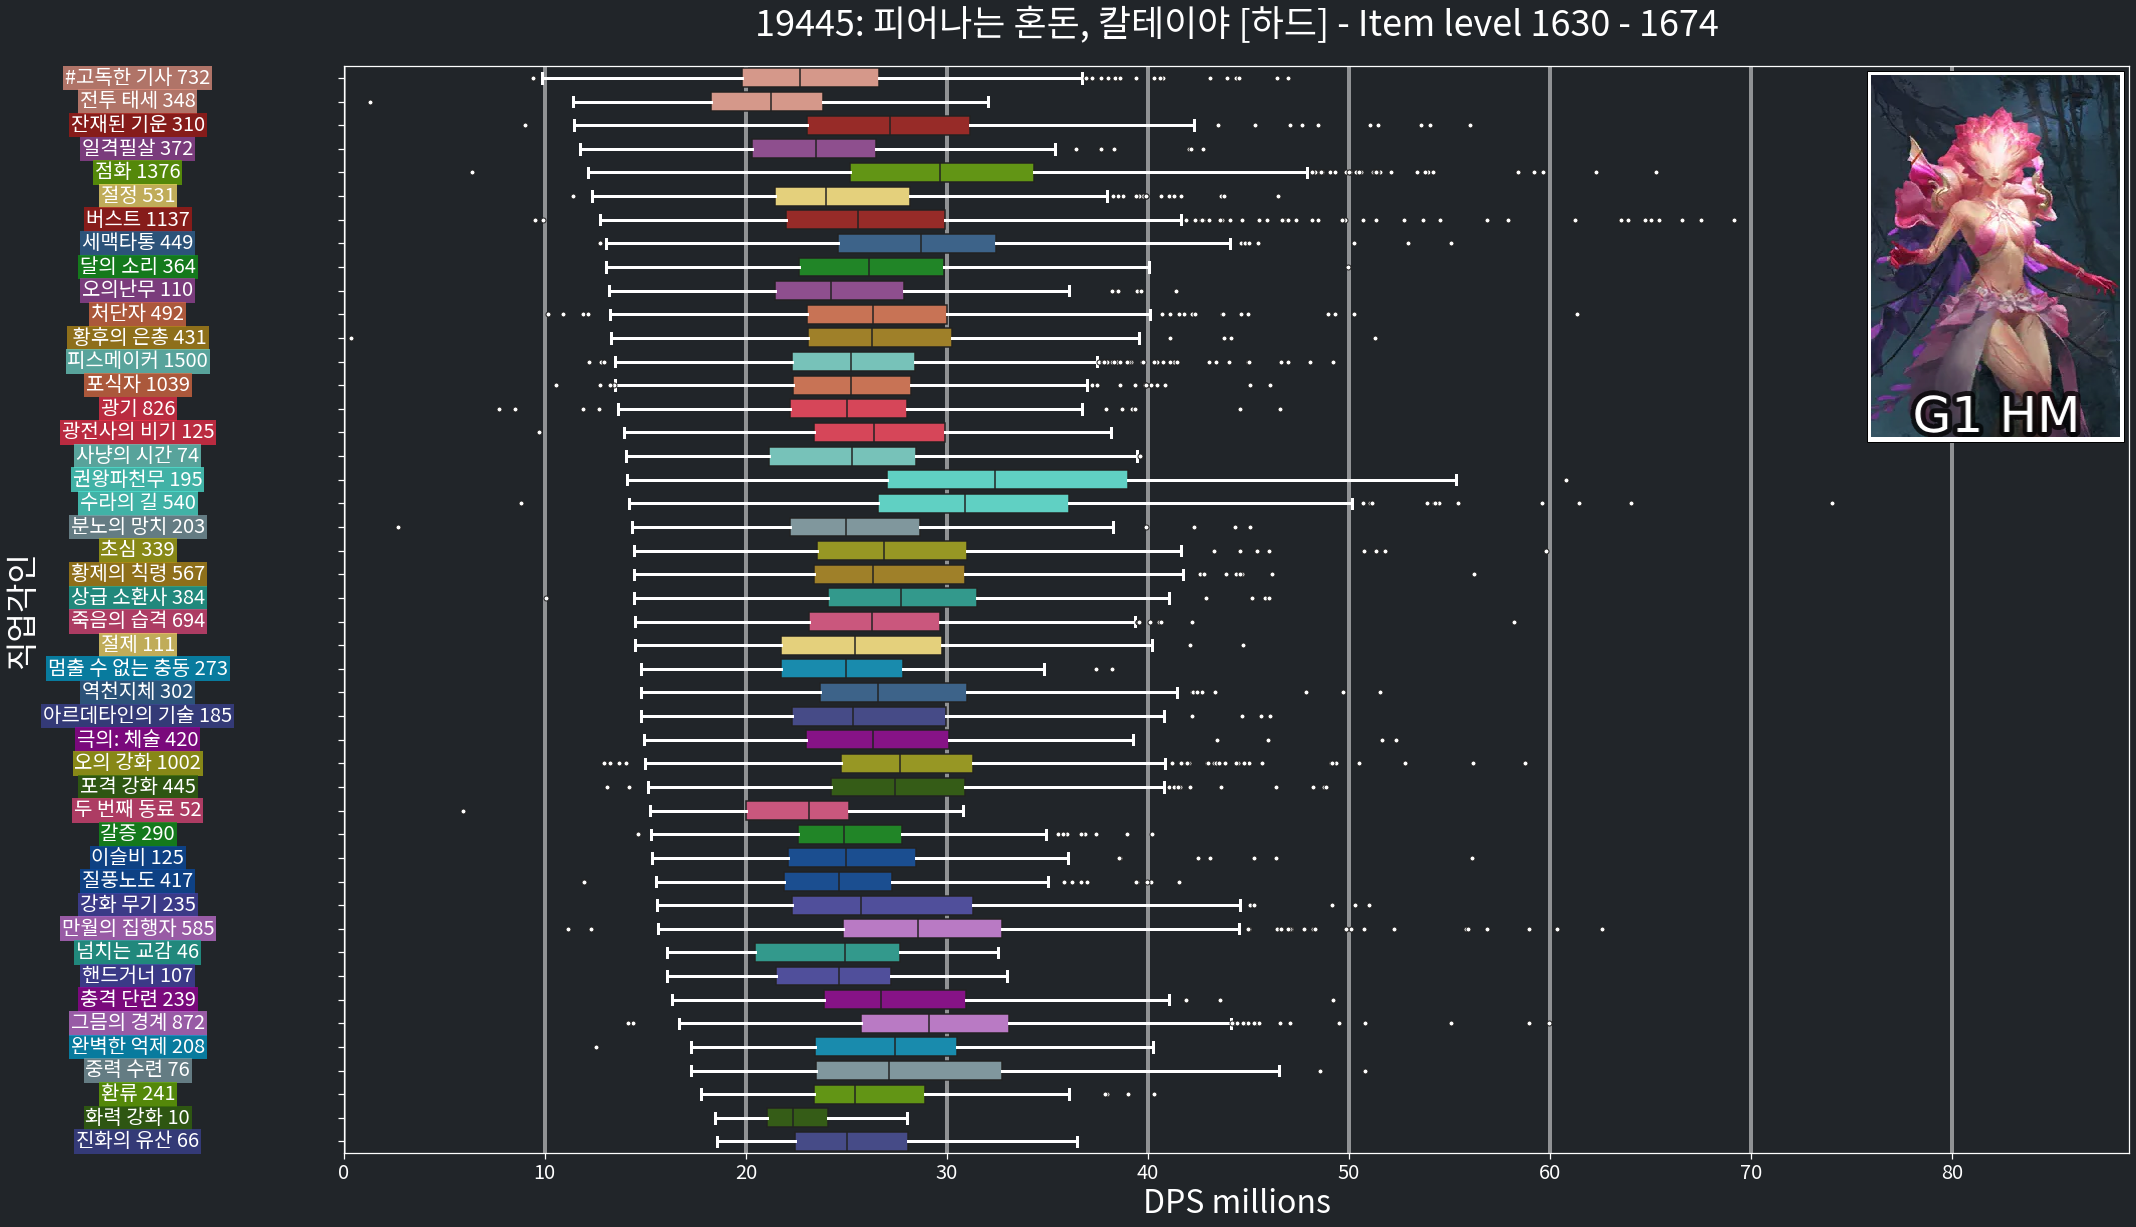 19445: 피어나는 혼돈, 칼테이야 [하드] - Item level 1630 - 1674
#고독한 기사 732
전투 태세 348
잔재된 기운 310
일격필살 372
점화 1376
절정 531
버스트 1137
세맥타통 449
달의 소리 364
오의난무 110
처단자 492
황후의 은총 431
피스메이커 1500
포식자 1039
광기 826
광전사의 비기 125
사냥의 시간 74
권왕파천무 195
수라의 길 540
분노의 망치 203
초심 339
황제의 칙령 567
상급 소환사 384
죽음의 습격 694
절제 111
멈출 수 없는 충동 273
역천지체 302
아르데타인의 기술 185
극의: 체술 420
오의 강화 1002
포격 강화 445
두 번째 동료 52
갈증 290
이슬비 125
질풍노도 417
강화 무기 235
만월의 집행자 585
넘치는 교감 46
핸드거너 107
충격 단련 239
그믐의 경계 872
완벽한 억제 208
중력 수련 76
환류 241
화력 강화 10
진화의 유산 66
직업각인
G1 HM
0 10 20 30 40 50 60 70 80
DPS millions